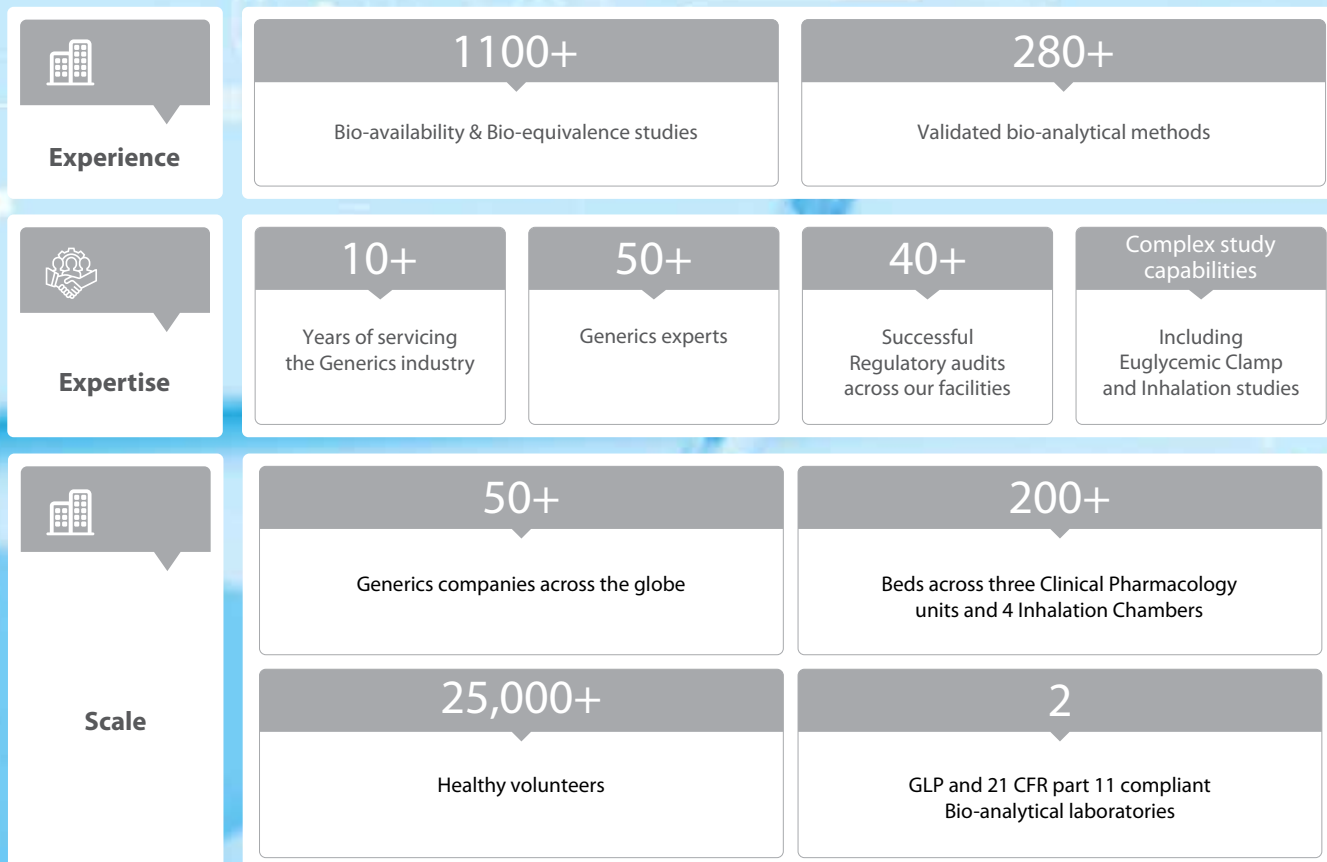 Experience
1100+
Bio-availability & Bio-equivalence studies
280+
Validated bio-analytical methods
Expertise
10+
Years of servicing
the Generics industry
50+
Generics experts
40+
Successful
Regulatory audits
across our facilities
Complex study
capabilities
Including
Euglycemic Clamp
and Inhalation studies
Scale
50+
Generics companies across the globe
200+
Beds across three Clinical Pharmacology
units and 4 Inhalation Chambers
25,000+
Healthy volunteers
2
GLP and 21 CFR part 11 compliant
Bio-analytical laboratories